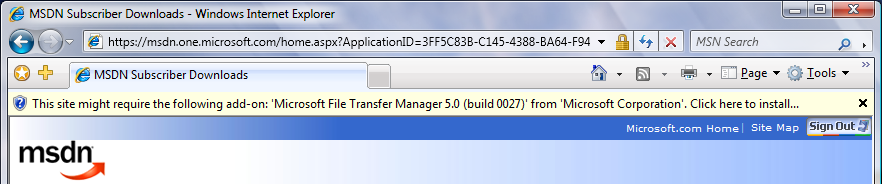 MSDN Subscriber Downloads - Windows Internet Explorer
https://msdn.one.microsoft.com/home.aspx?ApplicationID=3FF5C83B-C145-4388-BA64-F94
MSN Search
MSDN Subscriber Downloads
Page
Tools
This site might require the following add-on: 'Microsoft File Transfer Manager 5.0 (build 0027)' from 'Microsoft Corporation'. Click here to install...
Microsoft.com Home | Site Map
Sign Out
msdn